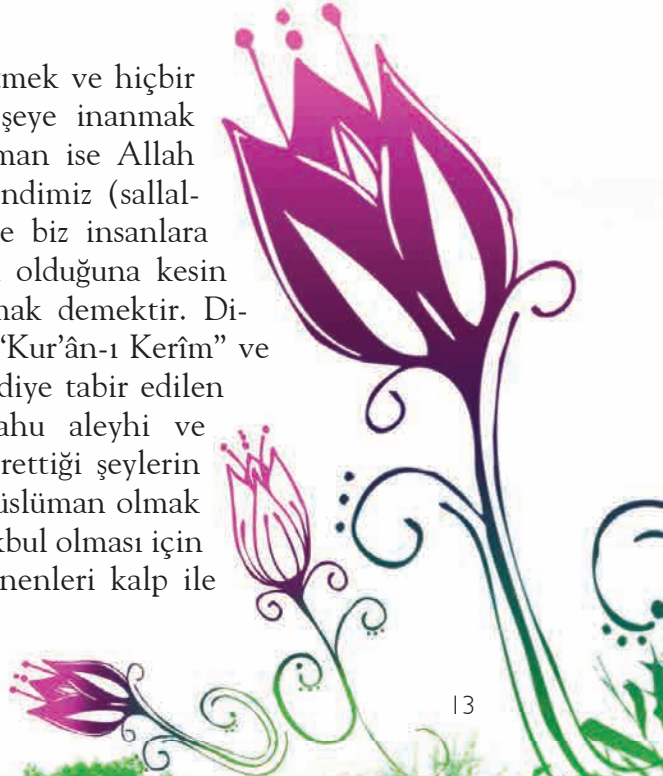 mek ve hiçbir
şeye inanmak
man ise Allah
ndimiz (sallal-
e biz insanlara
olduğuna kesin
mak demektir. Di-
“Kur’ân-ı Kerîm” ve
diye tabir edilen
ahu aleyhi ve
rettiği şeylerin
üslüman olmak
kbul olması için
nenleri kalp ile
13